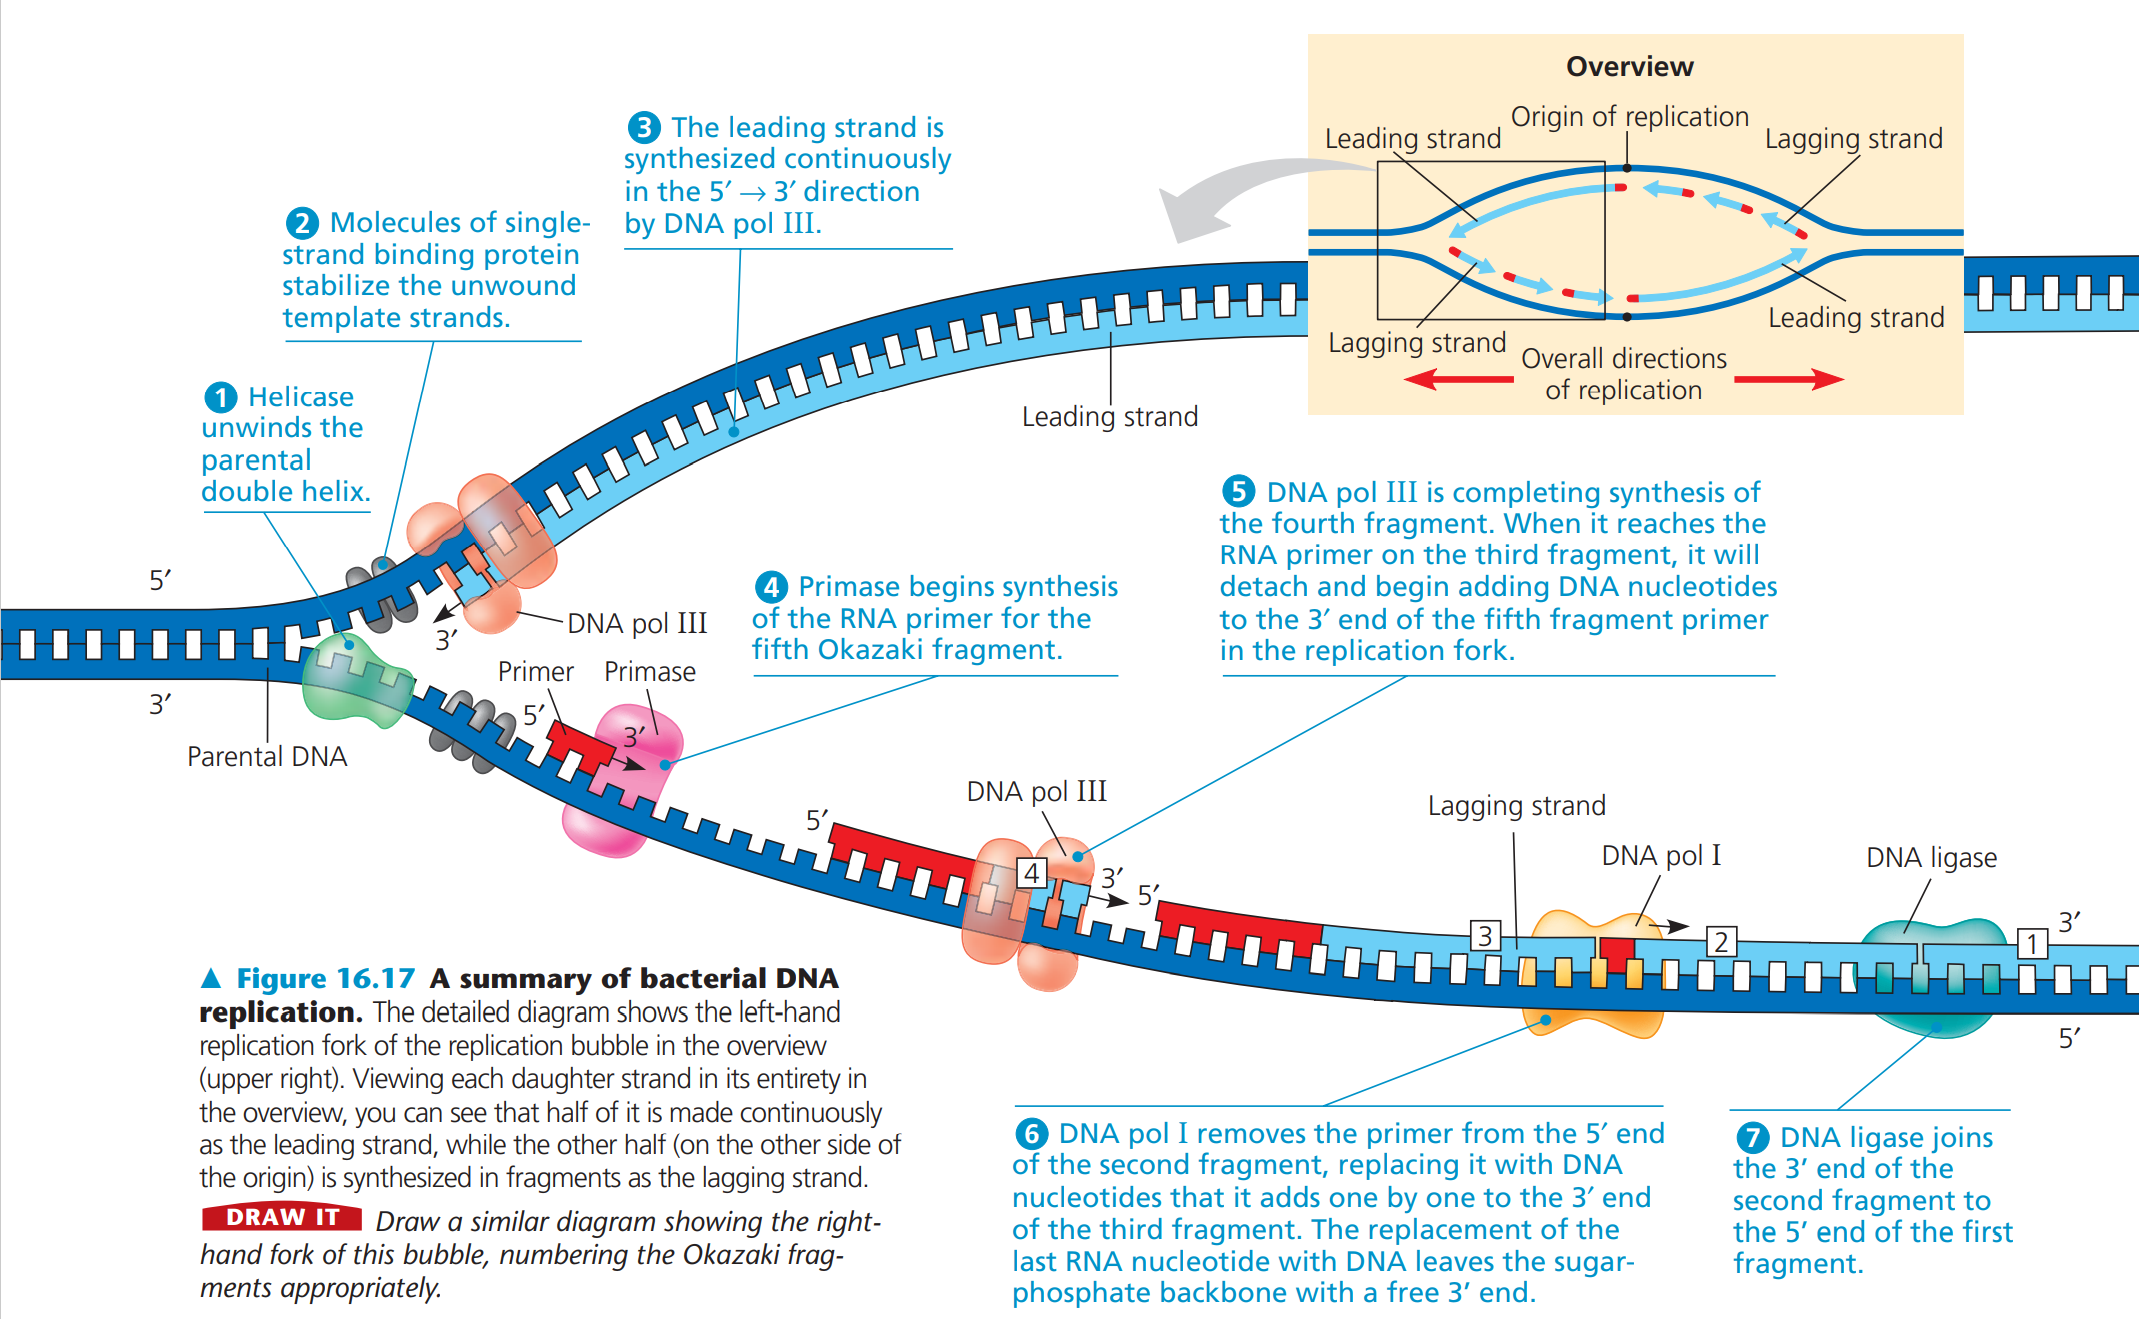 Overview
Origin of replication
Leading strand
Lagging strand
Lagging strand
Leading strand
Overall directions
of replication
3 The leading strand is
synthesized continuously
in the 5′ → 3′ direction
by DNA pol III.
2 Molecules of single-
strand binding protein
stabilize the unwound
template strands.
1 Helicase
unwinds the
parental
double helix.
Leading strand
5′
3′
Parental DNA
3′
DNA pol III
Primer
Primase
5′
3′
4 Primase begins synthesis
of the RNA primer for the
fifth Okazaki fragment.
5 DNA pol III is completing synthesis of
the fourth fragment. When it reaches the
RNA primer on the third fragment, it will
detach and begin adding DNA nucleotides
to the 3′ end of the fifth fragment primer
in the replication fork.
5′
DNA pol III
4
3′
5′
Lagging strand
3
DNA pol I
2
DNA ligase
1
3′
5′
▲ Figure 16.17 A summary of bacterial DNA
replication. The detailed diagram shows the left-hand
replication fork of the replication bubble in the overview
(upper right). Viewing each daughter strand in its entirety in
the overview, you can see that half of it is made continuously
as the leading strand, while the other half (on the other side of
the origin) is synthesized in fragments as the lagging strand.
DRAW IT Draw a similar diagram showing the right-
hand fork of this bubble, numbering the Okazaki frag-
ments appropriately.
6 DNA pol I removes the primer from the 5′ end
of the second fragment, replacing it with DNA
nucleotides that it adds one by one to the 3′ end
of the third fragment. The replacement of the
last RNA nucleotide with DNA leaves the sugar-
phosphate backbone with a free 3′ end.
7 DNA ligase joins
the 3′ end of the
second fragment to
the 5′ end of the first
fragment.